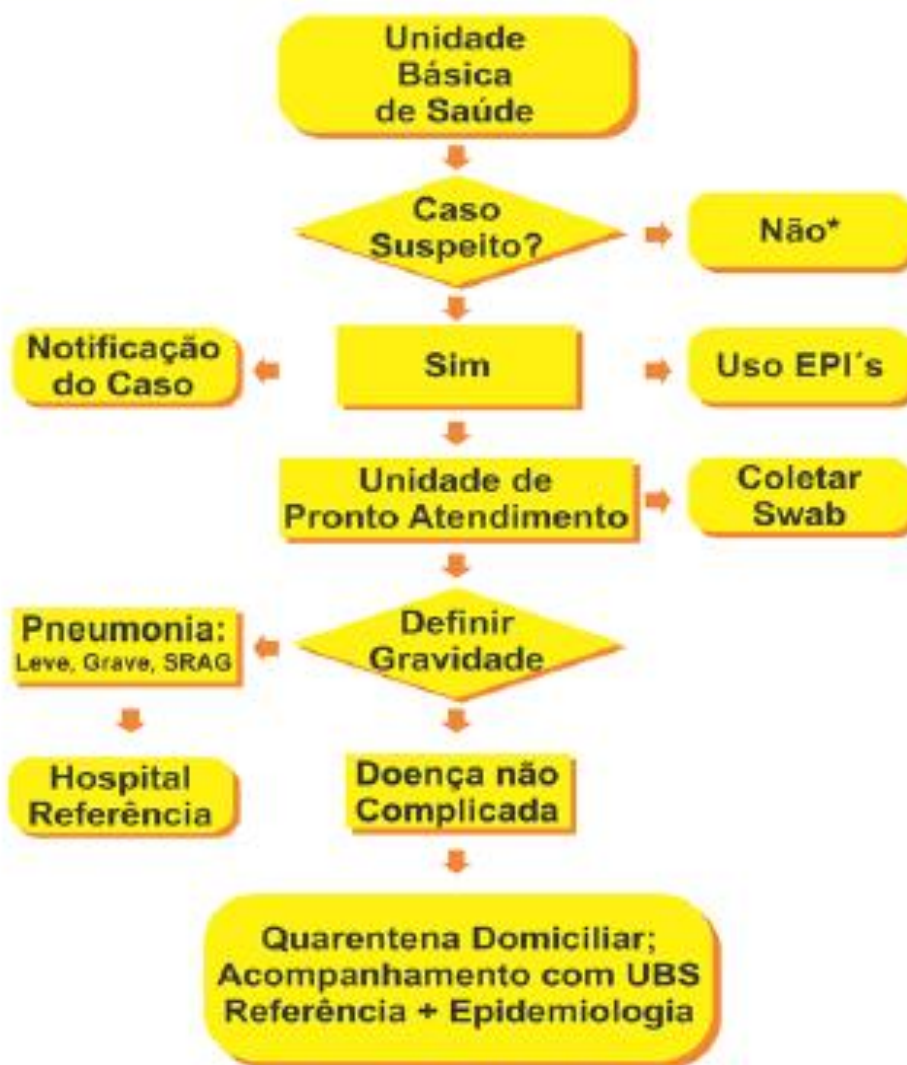 Unidade
Básica
de Saúde
Caso
Suspeito?
Não*
Notificação
do Caso
Sim
Uso EPI´s
Unidade de
Pronto Atendimento
Coletar
Swab
Pneumonia:
Leve, Grave, SRAG
Definir
Gravidade
Hospital
Referência
Doença não
Complicada
Quarentena Domiciliar;
Acompanhamento com UBS
Referência + Epidemiologia